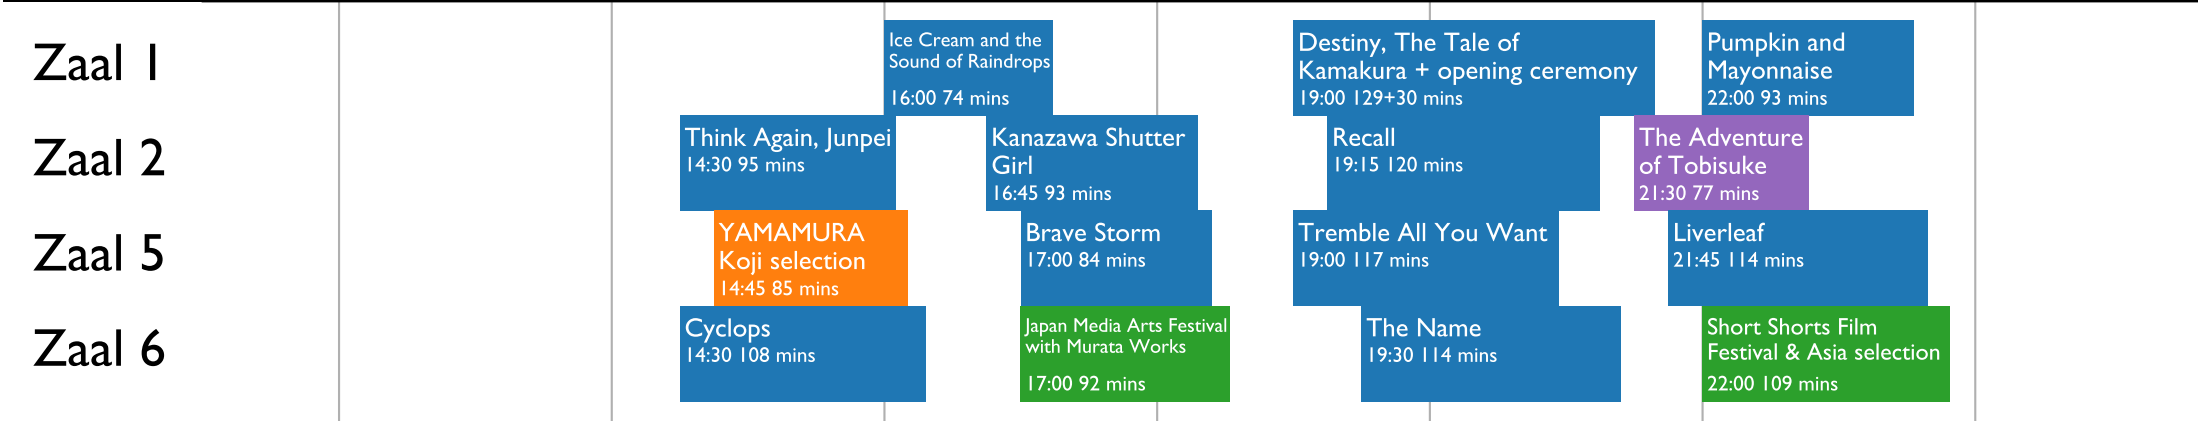 Zaal 1
Ice Cream and the
Sound of Raindrops
16:00 74 mins
Destiny, The Tale of
Kamakura + opening ceremony
19:00 129+30 mins
Pumpkin and
Mayonnaise
22:00 93 mins
Zaal 2
Think Again, Junpei
14:30 95 mins
Kanazawa Shutter
Girl
16:45 93 mins
Recall
19:15 120 mins
The Adventure
of Tobisuke
21:30 77 mins
Zaal 5
YAMAMURA
Koji selection
14:45 85 mins
Brave Storm
17:00 84 mins
Tremble All You Want
19:00 117 mins
Liverleaf
21:45 114 mins
Zaal 6
Cyclops
14:30 108 mins
Japan Media Arts Festival
with Murata Works
17:00 92 mins
The Name
19:30 114 mins
Short Shorts Film
Festival & Asia selection
22:00 109 mins